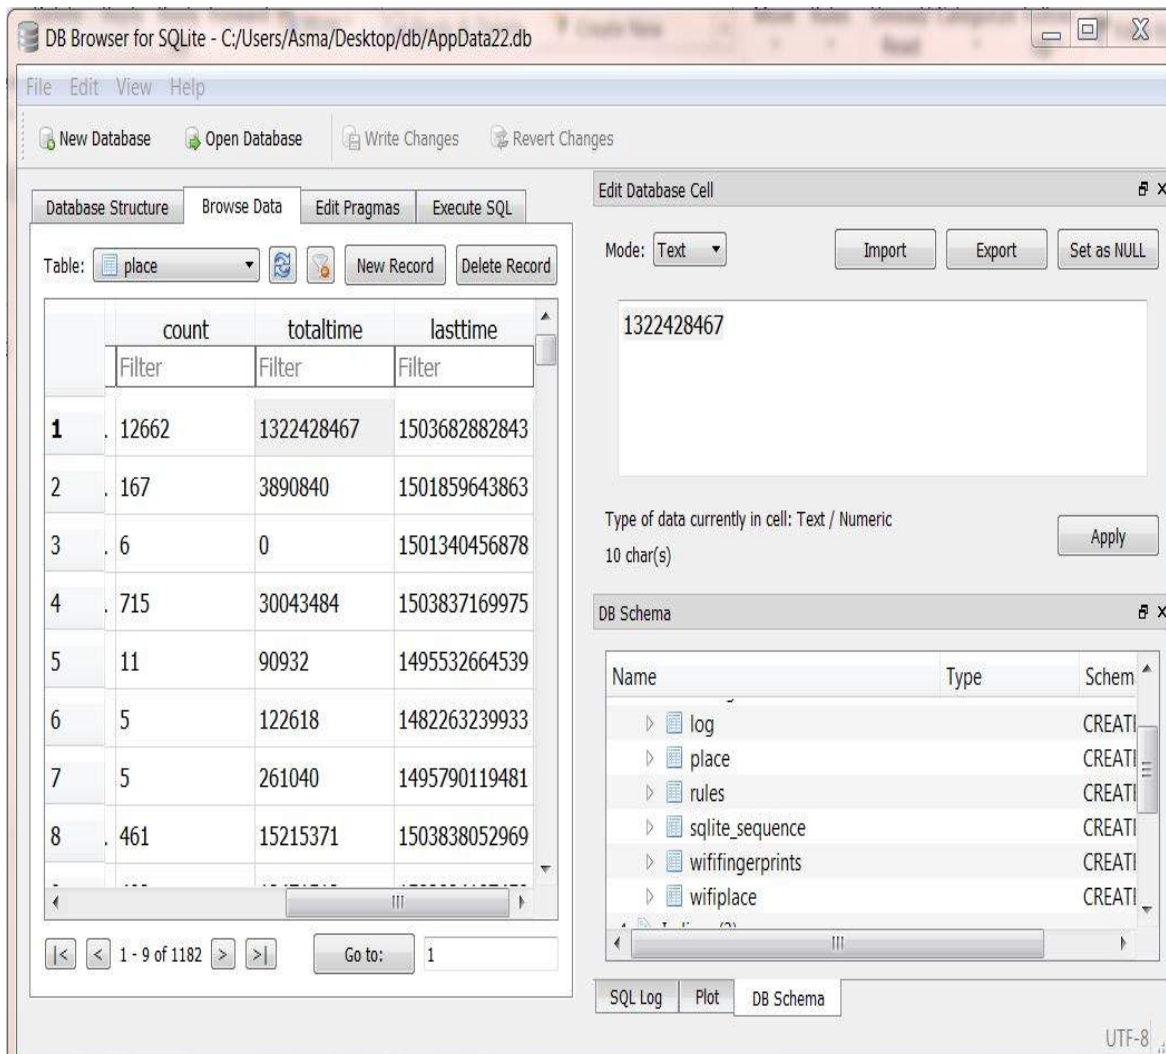 DB Browser for SQLite - C:/Users/Asma/Desktop/db/AppData22.db
File Edit View Help
New Database Open Database Write Changes Revert Changes
Database Structure Browse Data Edit Pragmas Execute SQL
Table: place New Record Delete Record
count totaltime lasttime
Filter Filter Filter
1 . 12662 1322428467 1503682882843
2 . 167 3890840 1501859643863
3 . 6 0 1501340456878
4 . 715 30043484 1503837169975
5 11 90932 1495532664539
6 5 122618 1482263239933
7 5 261040 1495790119481
8 . 461 15215371 1503838052969
1 - 9 of 1182 Go to: 1
Edit Database Cell
Mode: Text Import Export Set as NULL
1322428467
Type of data currently in cell: Text / Numeric
10 char(s)
Apply
DB Schema
Name Type Schem
log CREATE
place CREATE
rules CREATE
sqlite_sequence CREATE
wififingerprints CREATE
wifiplace CREATE
SQL Log Plot DB Schema
UTF-8